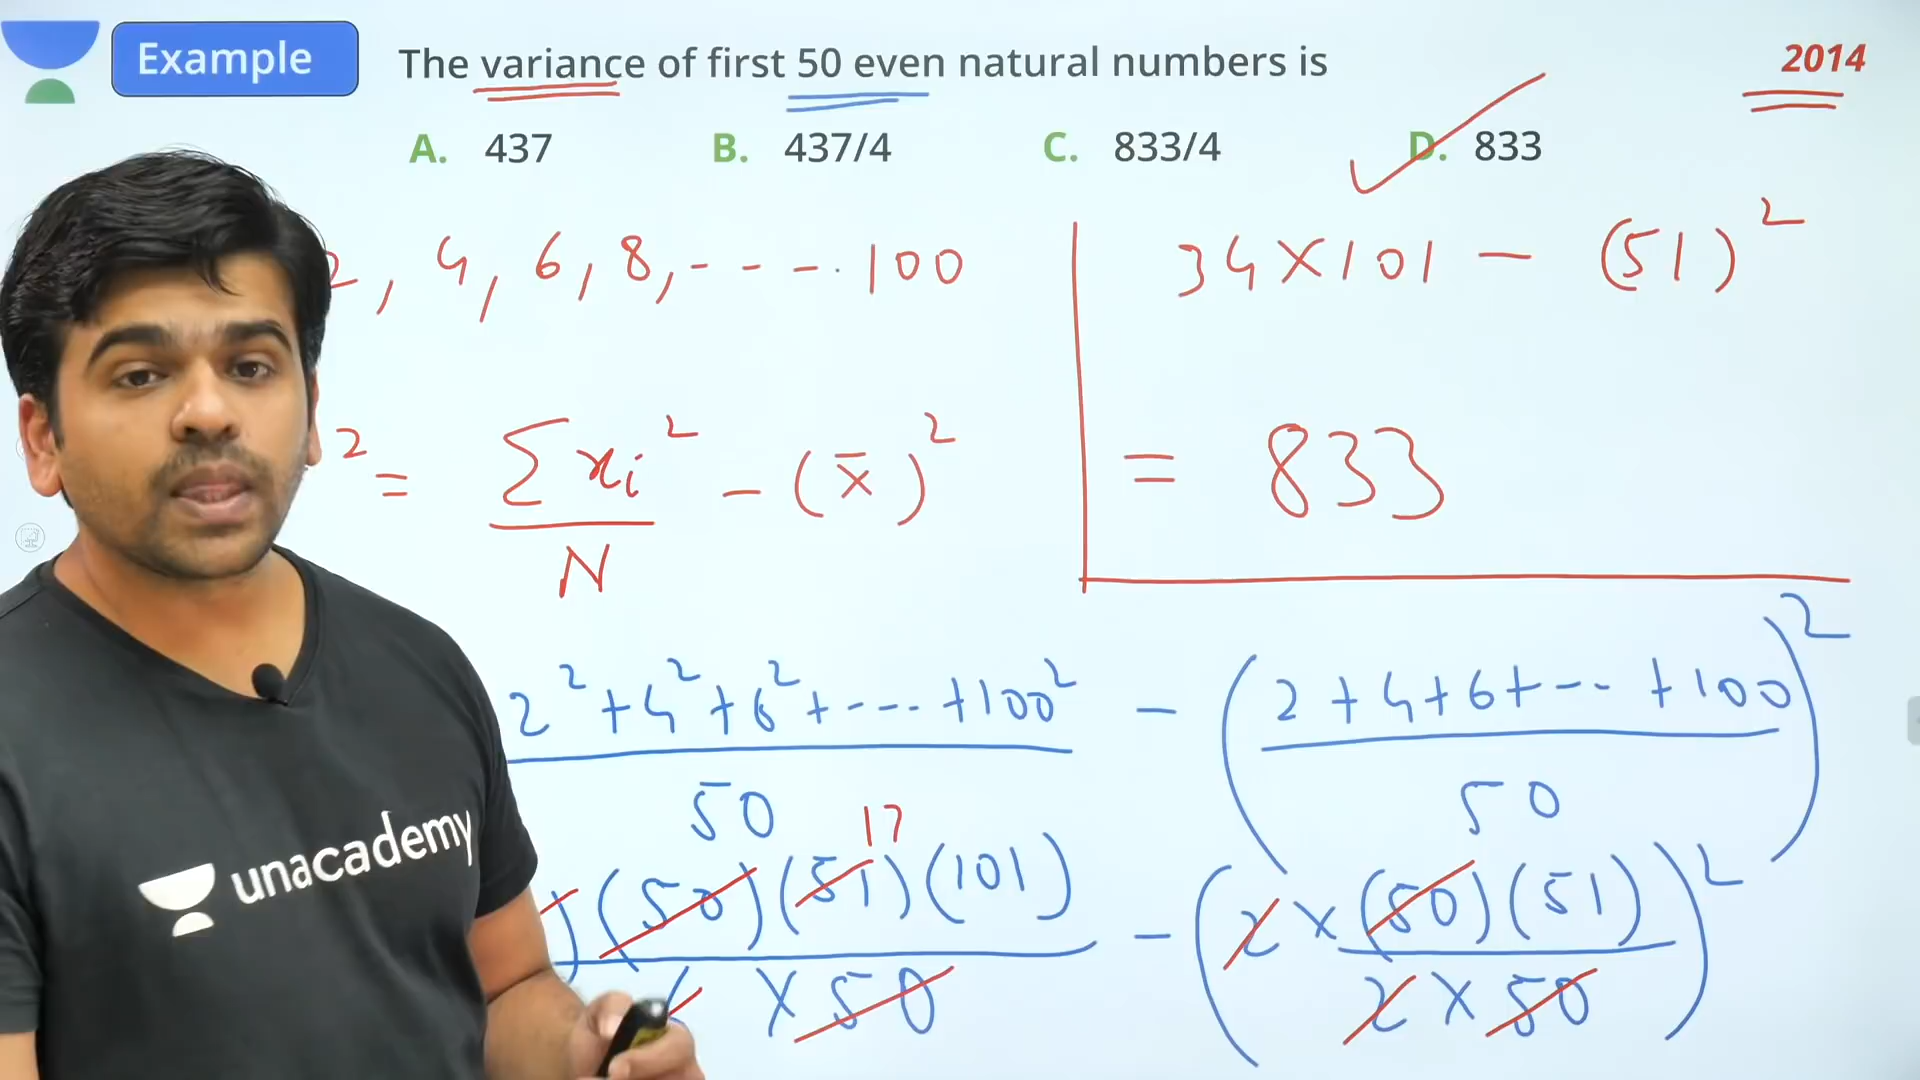 Example The variance of first 50 even natural numbers is 2014
A. 437 B. 437/4 C. 833/4 D. 833
2, 4, 6, 8, - - - . 100
34×101 - (51)²
² = Σxi²/N - (x̄)²
= 833
2² + 4² + 6² + --- + 100² / 50 - (2 + 4 + 6 + --- + 100 / 50)²
17
) (50) (51) (101) / 6 × 50 - (2 × (50) (51) / 2 × 50)²
unacademy